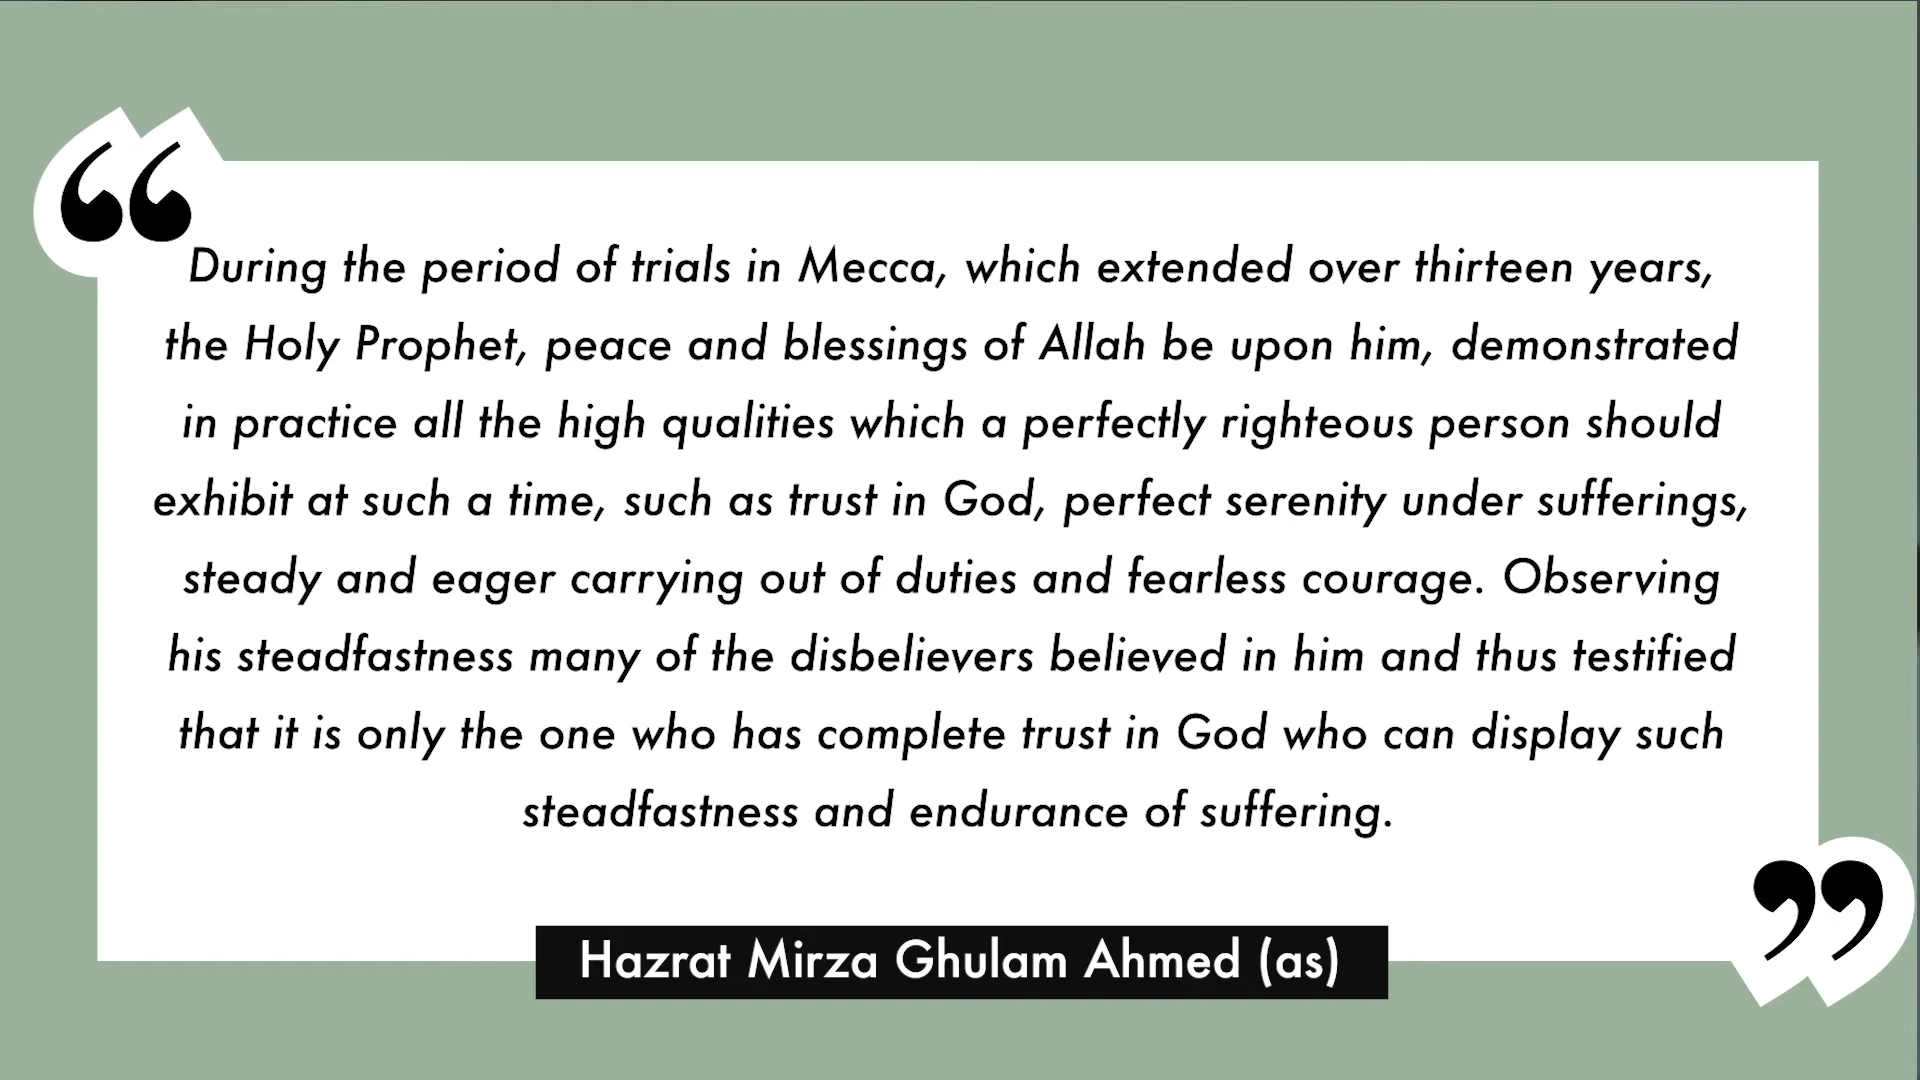 “
During the period of trials in Mecca, which extended over thirteen years,
the Holy Prophet, peace and blessings of Allah be upon him, demonstrated
in practice all the high qualities which a perfectly righteous person should
exhibit at such a time, such as trust in God, perfect serenity under sufferings,
steady and eager carrying out of duties and fearless courage. Observing
his steadfastness many of the disbelievers believed in him and thus testified
that it is only the one who has complete trust in God who can display such
steadfastness and endurance of suffering.
”
Hazrat Mirza Ghulam Ahmed (as)